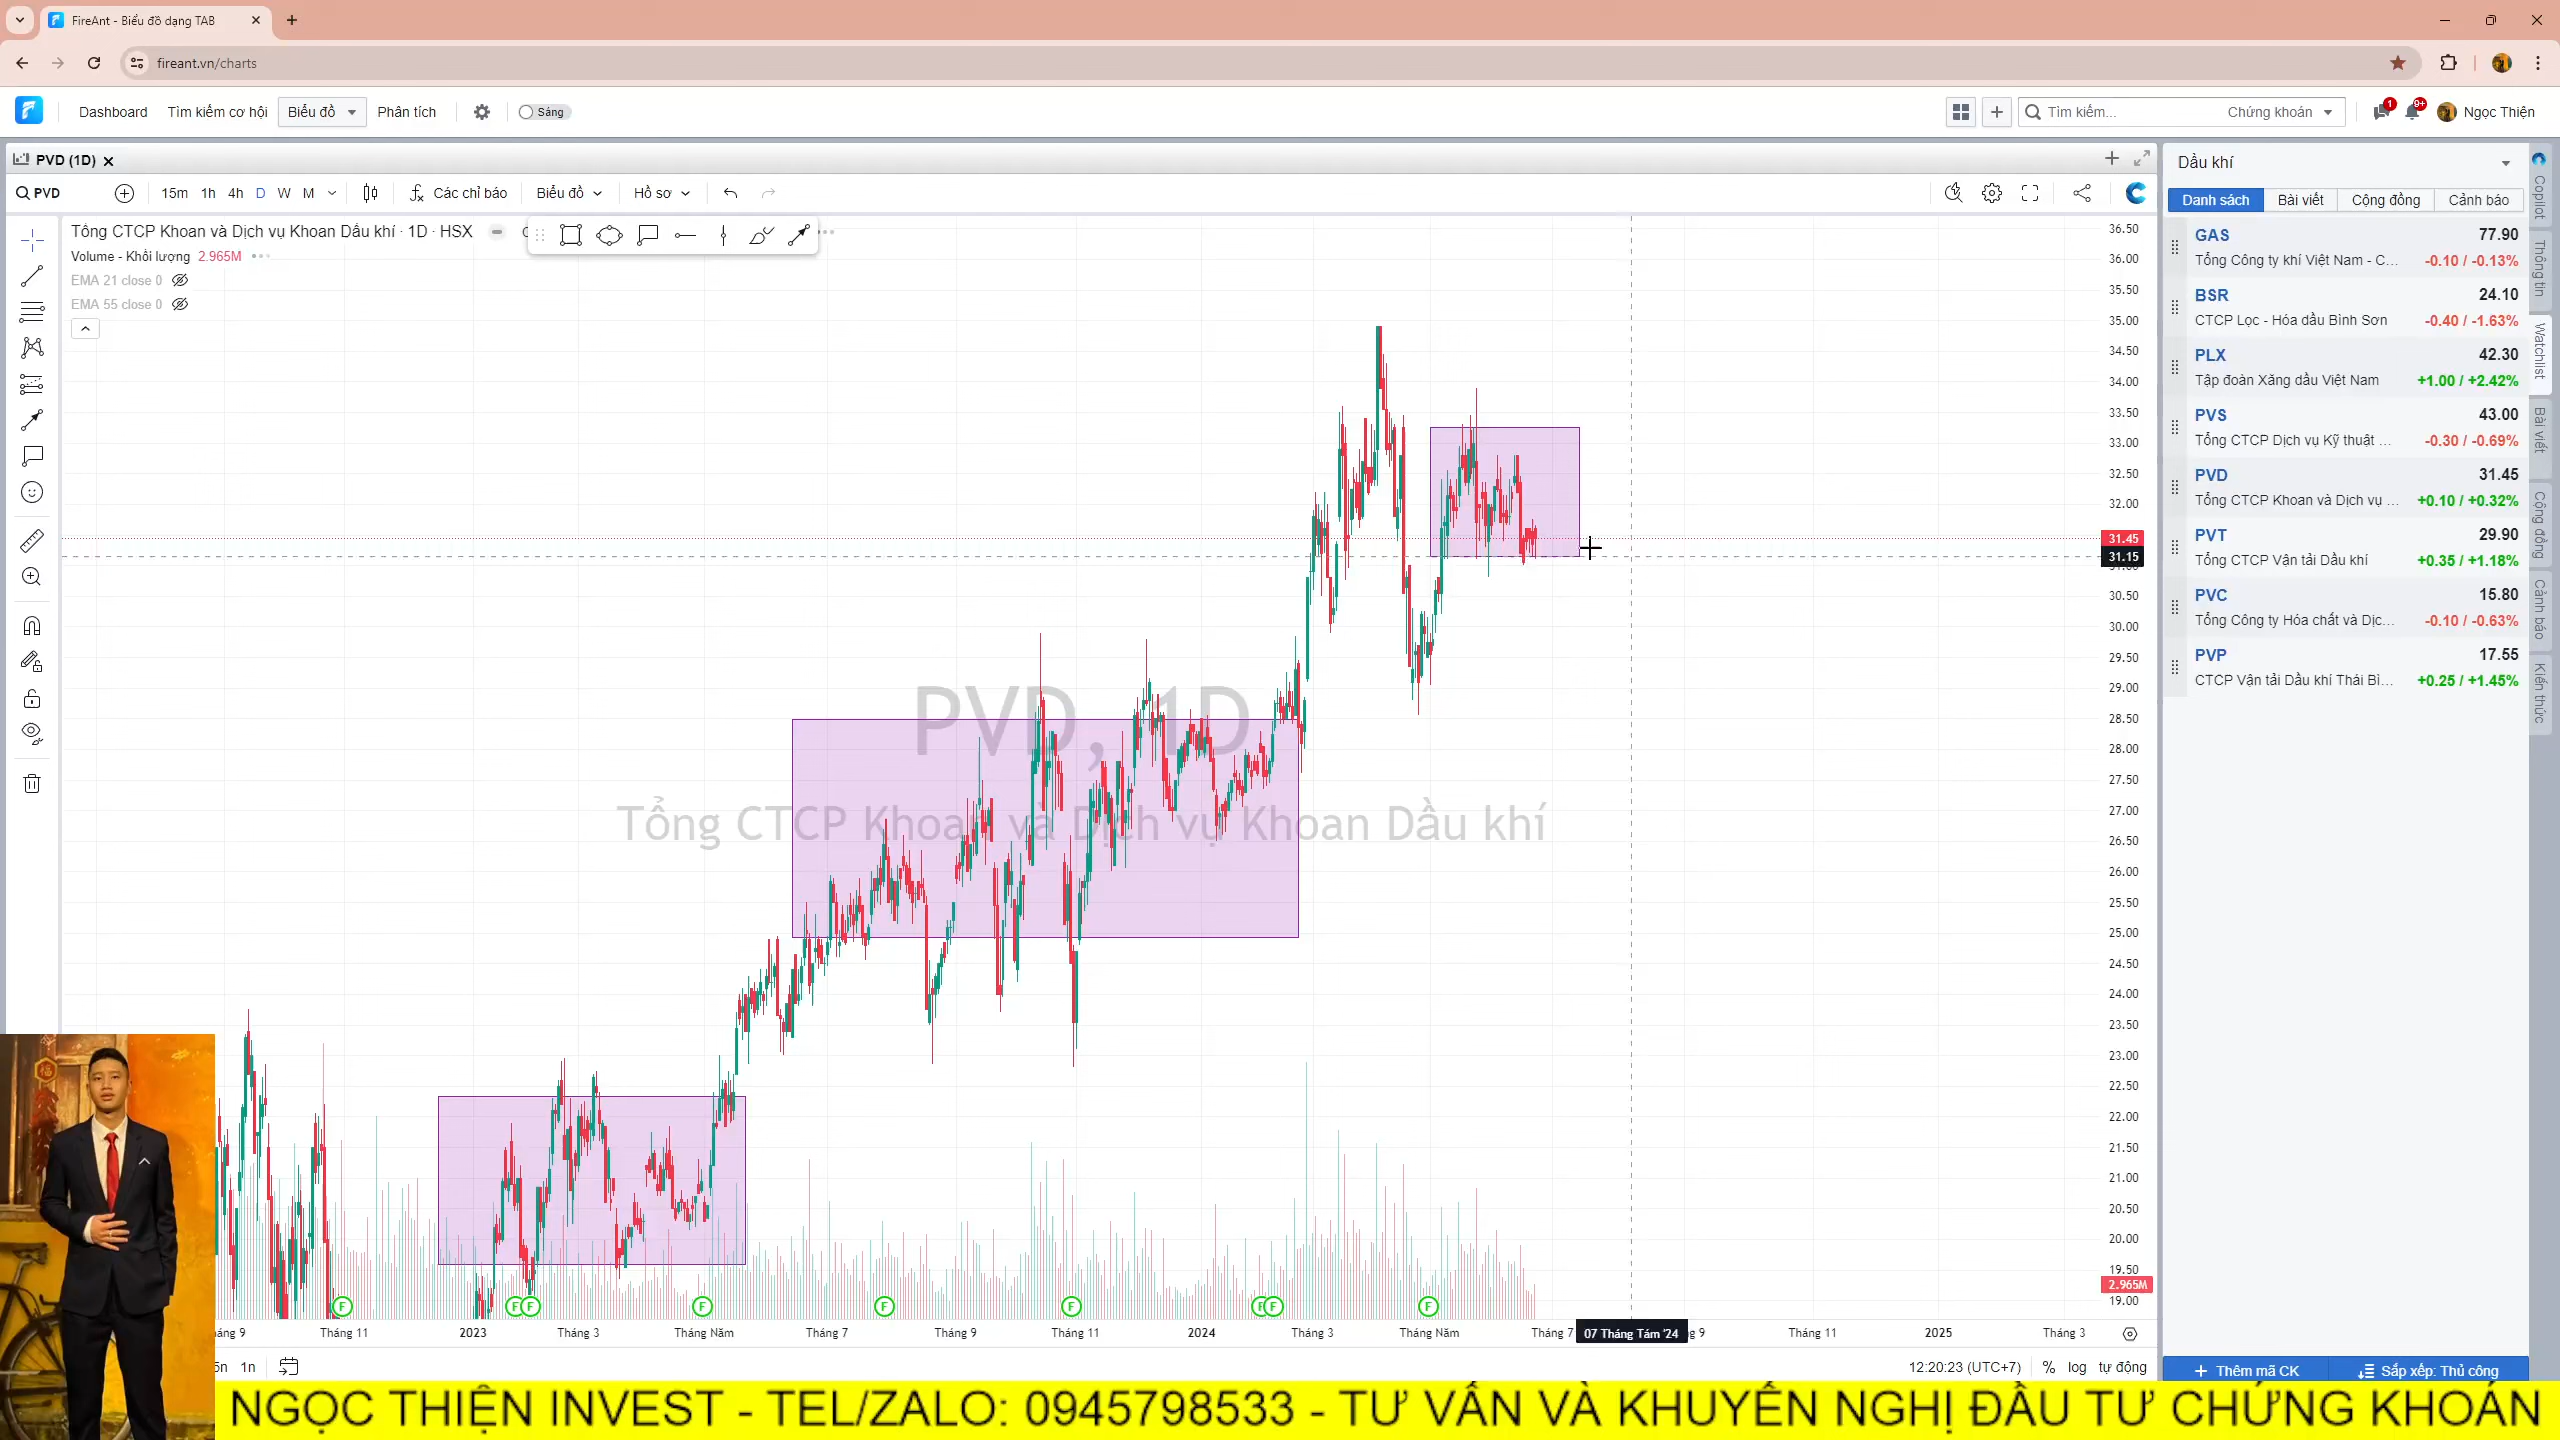 FireAnt - Biểu đồ dạng TAB
fireant.vn/charts
Dashboard Tìm kiếm cơ hội Biểu đồ Phân tích Sáng Tìm kiếm... Chứng khoán 1 9+ Ngọc Thiện
PVD (1D)
PVD 15m 1h 4h D W M Các chỉ báo Biểu đồ Hồ sơ
Tổng CTCP Khoan và Dịch vụ Khoan Dầu khí · 1D · HSX
Volume - Khối lượng 2.965M
EMA 21 close 0
EMA 55 close 0
PVD, 1D
Tổng CTCP Khoan và Dịch vụ Khoan Dầu khí
36.50
36.00
35.50
35.00
34.50
34.00
33.50
33.00
32.50
32.00
31.45
31.15
31.00
30.50
30.00
29.50
29.00
28.50
28.00
27.50
27.00
26.50
26.00
25.50
25.00
24.50
24.00
23.50
23.00
22.50
22.00
21.50
21.00
20.50
20.00
19.50
2.965M
19.00
F F F F F F F F F
Tháng 11 2023 Tháng 3 Tháng Năm Tháng 7 Tháng 9 Tháng 11 2024 Tháng 3 Tháng Năm Tháng 7 07 Tháng Tám '24 Tháng 11 2025 Tháng 3
1n 12:20:23 (UTC+7) % log tự động
Dầu khí
Danh sách Bài viết Cộng đồng Cảnh báo
GAS 77.90
Tổng Công ty khí Việt Nam - C... -0.10 / -0.13%
BSR 24.10
CTCP Lọc - Hóa dầu Bình Sơn -0.40 / -1.63%
PLX 42.30
Tập đoàn Xăng dầu Việt Nam +1.00 / +2.42%
PVS 43.00
Tổng CTCP Dịch vụ Kỹ thuật ... -0.30 / -0.69%
PVD 31.45
Tổng CTCP Khoan và Dịch vụ ... +0.10 / +0.32%
PVT 29.90
Tổng CTCP Vận tải Dầu khí +0.35 / +1.18%
PVC 15.80
Tổng Công ty Hóa chất và Dịc... -0.10 / -0.63%
PVP 17.55
CTCP Vận tải Dầu khí Thái Bì... +0.25 / +1.45%
Thêm mã CK Sắp xếp: Thủ công
Copilot
Thông tin
Watchlist
Bài viết
Cộng đồng
Cảnh báo
Kiến thức
NGỌC THIỆN INVEST - TEL/ZALO: 0945798533 - TƯ VẤN VÀ KHUYẾN NGHỊ ĐẦU TƯ CHỨNG KHOÁN